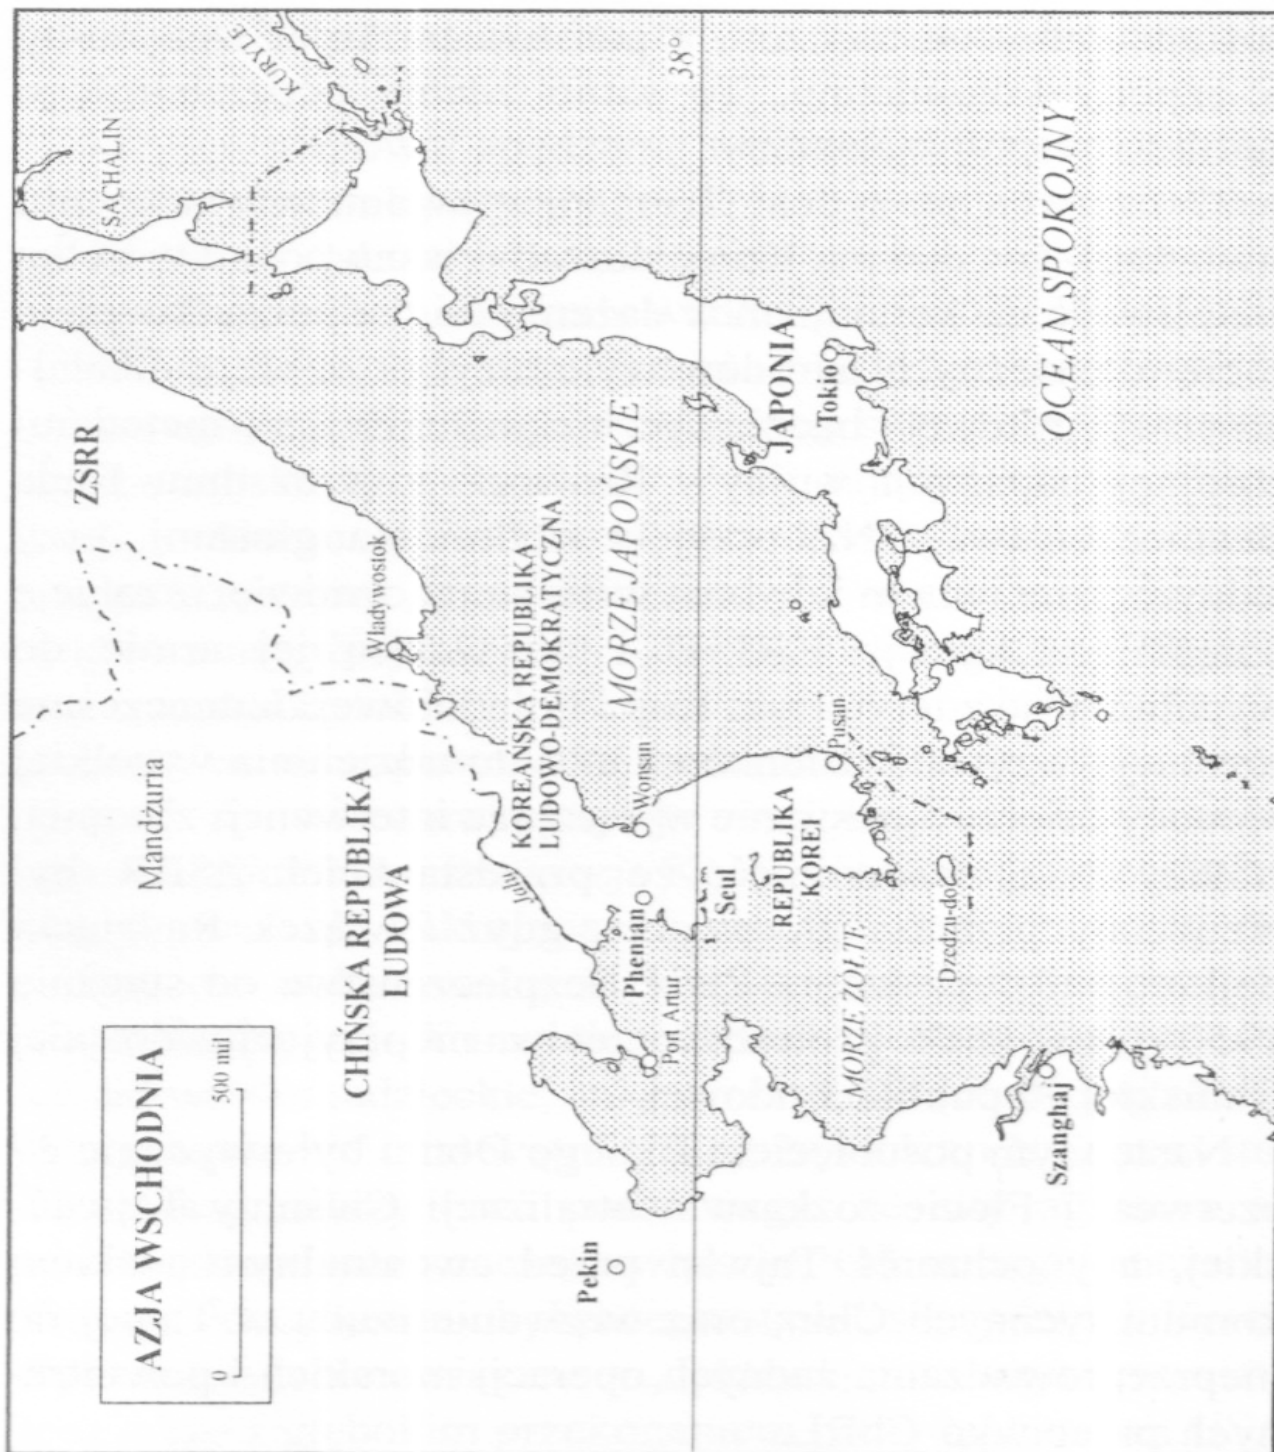 AZJA WSCHODNIA
0 500 mil
ZSRR
SACHALIN
KURYLE
Mandżuria
CHIŃSKA REPUBLIKA
LUDOWA
Władywostok
Jalu
KOREAŃSKA REPUBLIKA
LUDOWO-DEMOKRATYCZNA
MORZE JAPOŃSKIE
Pekin
Port Artur
Phenian
Wonsan
38°
Seul
REPUBLIKA
KOREI
Pusan
JAPONIA
Tokio
MORZE ŻÓŁTE
Dzedzu-do
Szanghaj
OCEAN SPOKOJNY